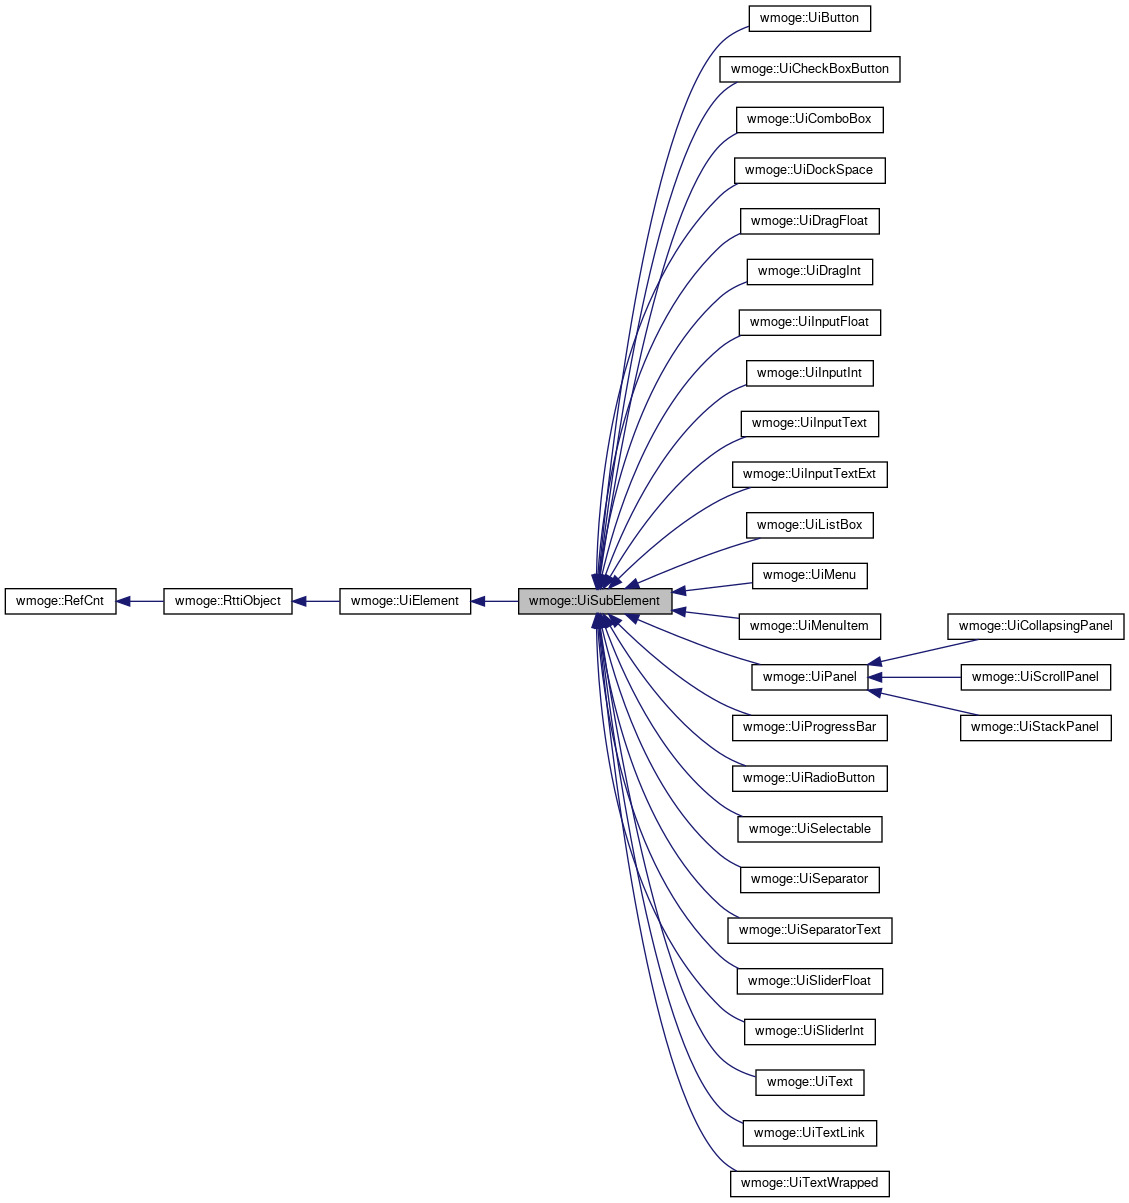 wmoge::RefCnt
wmoge::RttiObject
wmoge::UiElement
wmoge::UiSubElement
wmoge::UiButton
wmoge::UiCheckBoxButton
wmoge::UiComboBox
wmoge::UiDockSpace
wmoge::UiDragFloat
wmoge::UiDragInt
wmoge::UiInputFloat
wmoge::UiInputInt
wmoge::UiInputText
wmoge::UiInputTextExt
wmoge::UiListBox
wmoge::UiMenu
wmoge::UiMenuItem
wmoge::UiPanel
wmoge::UiProgressBar
wmoge::UiRadioButton
wmoge::UiSelectable
wmoge::UiSeparator
wmoge::UiSeparatorText
wmoge::UiSliderFloat
wmoge::UiSliderInt
wmoge::UiText
wmoge::UiTextLink
wmoge::UiTextWrapped
wmoge::UiCollapsingPanel
wmoge::UiScrollPanel
wmoge::UiStackPanel